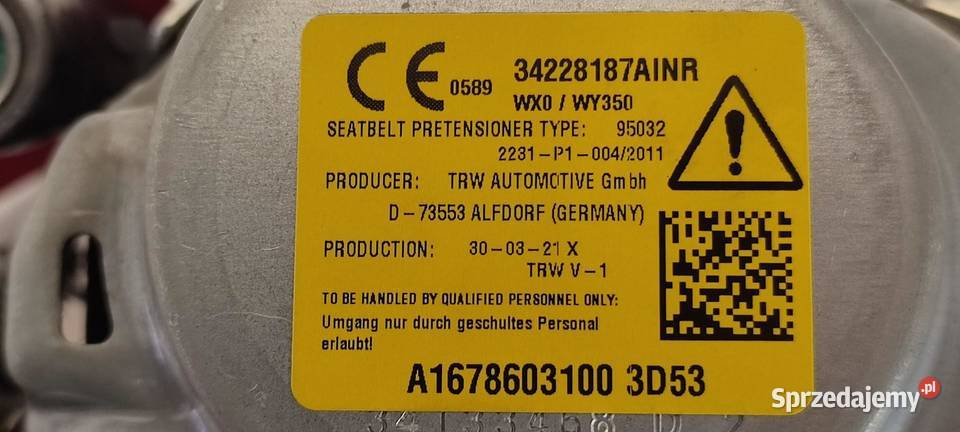 CE 0589 34228187AINR
WX0 / WY350
SEATBELT PRETENSIONER TYPE: 95032
2231-P1-004/2011
PRODUCER: TRW AUTOMOTIVE Gmbh
D-73553 ALFDORF (GERMANY)
PRODUCTION: 30-03-21 X
TRW V-1
TO BE HANDLED BY QUALIFIED PERSONNEL ONLY:
Umgang nur durch geschultes Personal
erlaubt!
A1678603100 3D53
Sprzedajemy.pl